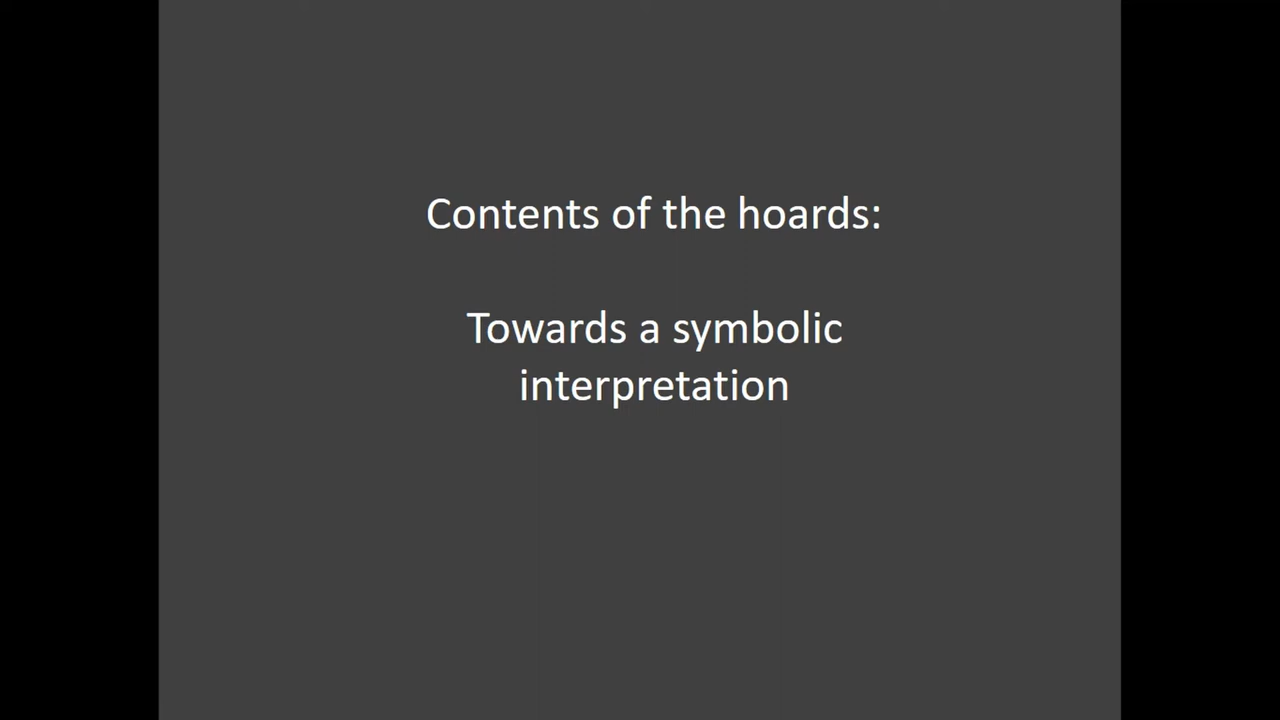 Contents of the hoards:
Towards a symbolic
interpretation